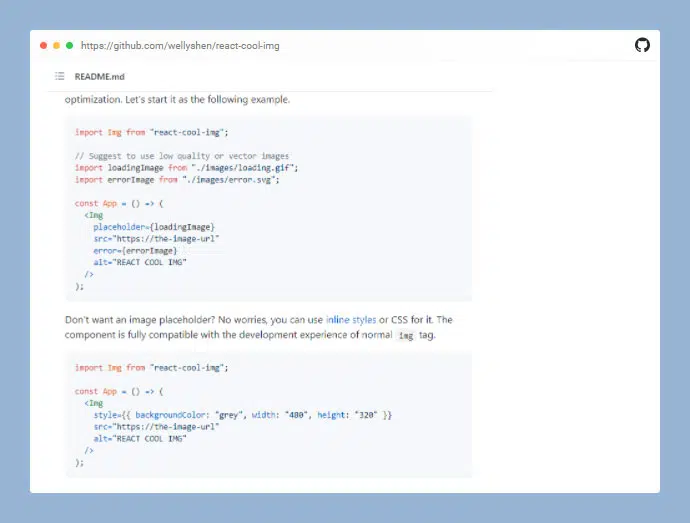 https://github.com/wellyshen/react-cool-img
README.md
optimization. Let's start it as the following example.
import Img from "react-cool-img";
// Suggest to use low quality or vector images
import loadingImage from "./images/loading.gif";
import errorImage from "./images/error.svg";
const App = () => (
<Img
placeholder={loadingImage}
src="https://the-image-url"
error={errorImage}
alt="REACT COOL IMG"
/>
);
Don't want an image placeholder? No worries, you can use inline styles or CSS for it. The
component is fully compatible with the development experience of normal img tag.
import Img from "react-cool-img";
const App = () => (
<Img
style={{ backgroundColor: "grey", width: "480", height: "320" }}
src="https://the-image-url"
alt="REACT COOL IMG"
/>
);